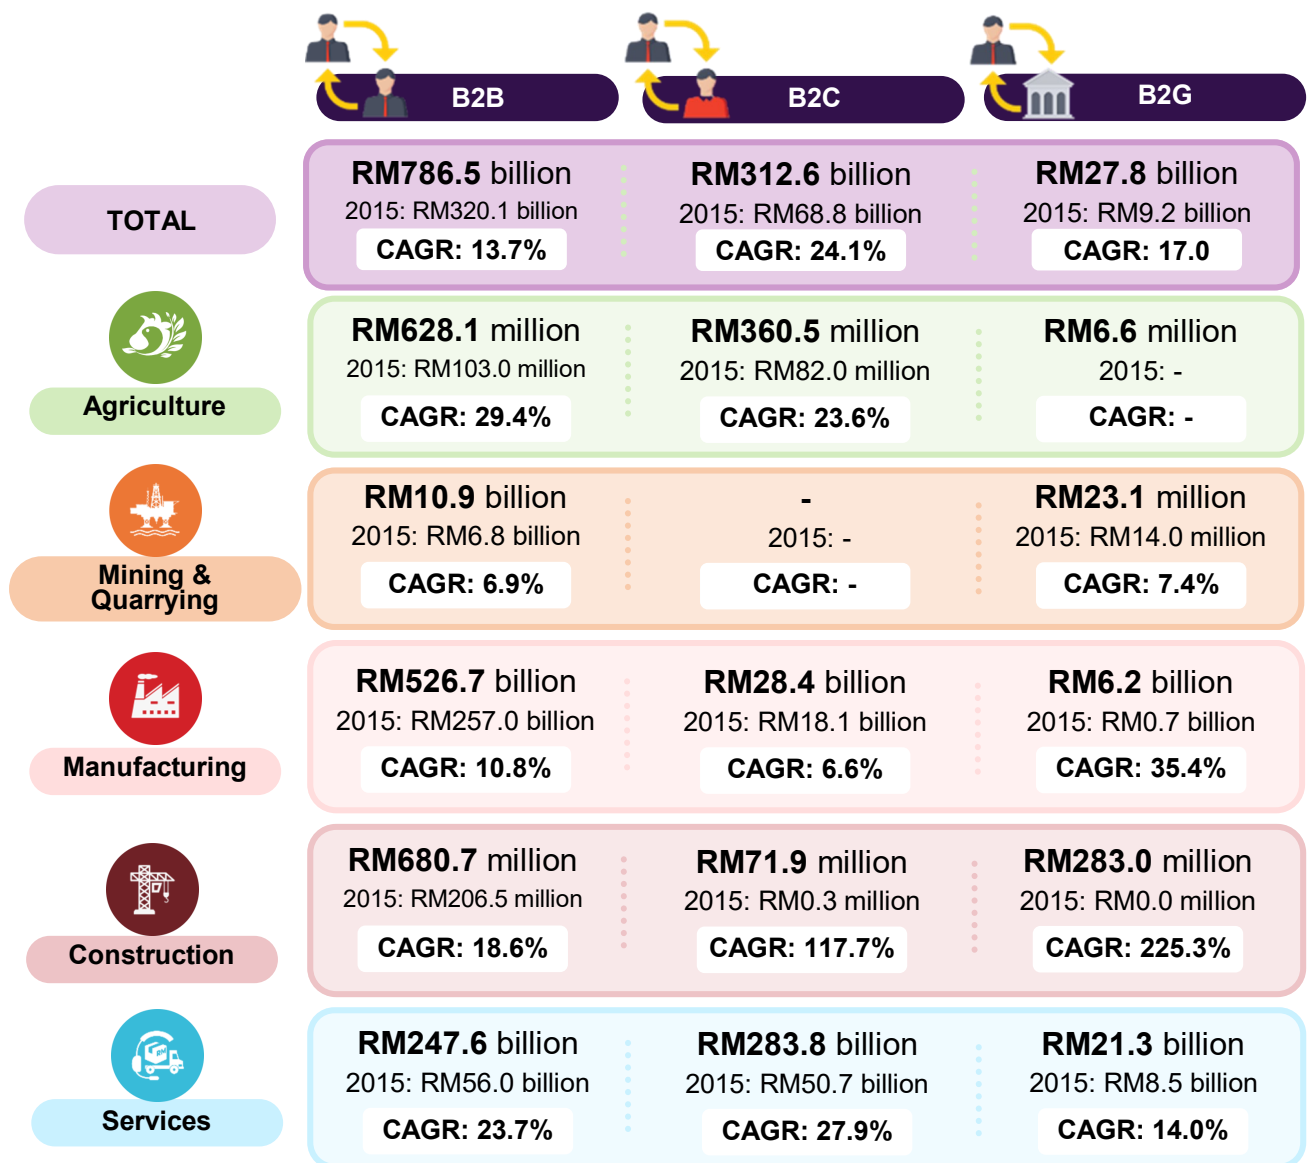 B2B
B2C
B2G
TOTAL
RM786.5 billion
2015: RM320.1 billion
CAGR: 13.7%
RM312.6 billion
2015: RM68.8 billion
CAGR: 24.1%
RM27.8 billion
2015: RM9.2 billion
CAGR: 17.0
Agriculture
RM628.1 million
2015: RM103.0 million
CAGR: 29.4%
RM360.5 million
2015: RM82.0 million
CAGR: 23.6%
RM6.6 million
2015: -
CAGR: -
Mining &
Quarrying
RM10.9 billion
2015: RM6.8 billion
CAGR: 6.9%
-
2015: -
CAGR: -
RM23.1 million
2015: RM14.0 million
CAGR: 7.4%
Manufacturing
RM526.7 billion
2015: RM257.0 billion
CAGR: 10.8%
RM28.4 billion
2015: RM18.1 billion
CAGR: 6.6%
RM6.2 billion
2015: RM0.7 billion
CAGR: 35.4%
Construction
RM680.7 million
2015: RM206.5 million
CAGR: 18.6%
RM71.9 million
2015: RM0.3 million
CAGR: 117.7%
RM283.0 million
2015: RM0.0 million
CAGR: 225.3%
RM
Services
RM247.6 billion
2015: RM56.0 billion
CAGR: 23.7%
RM283.8 billion
2015: RM50.7 billion
CAGR: 27.9%
RM21.3 billion
2015: RM8.5 billion
CAGR: 14.0%